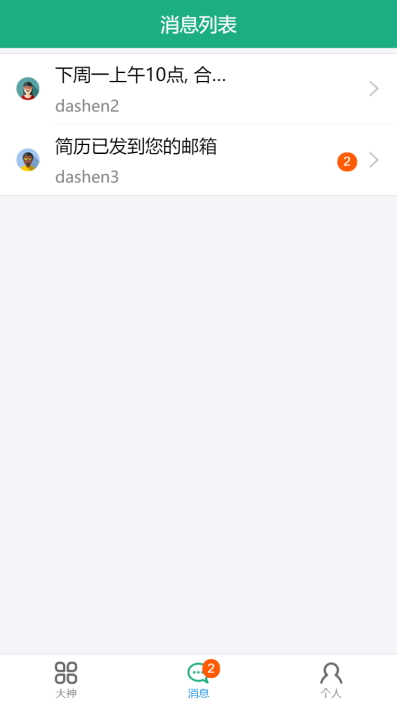 消息列表
下周一上午10点, 合...
dashen2
简历已发到您的邮箱
2
dashen3
2
大神
消息
个人